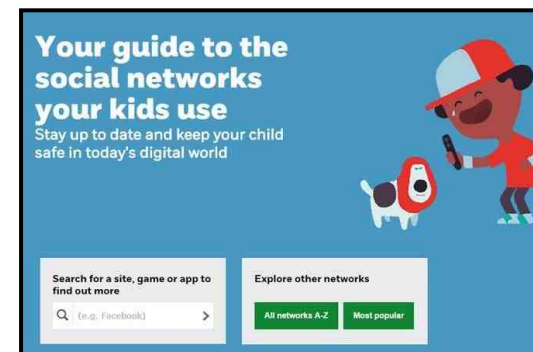 Your guide to the
social networks
your kids use
Stay up to date and keep your child
safe in today's digital world
Search for a site, game or app to
find out more
(e.g. Facebook)
Explore other networks
All networks A-Z
Most popular